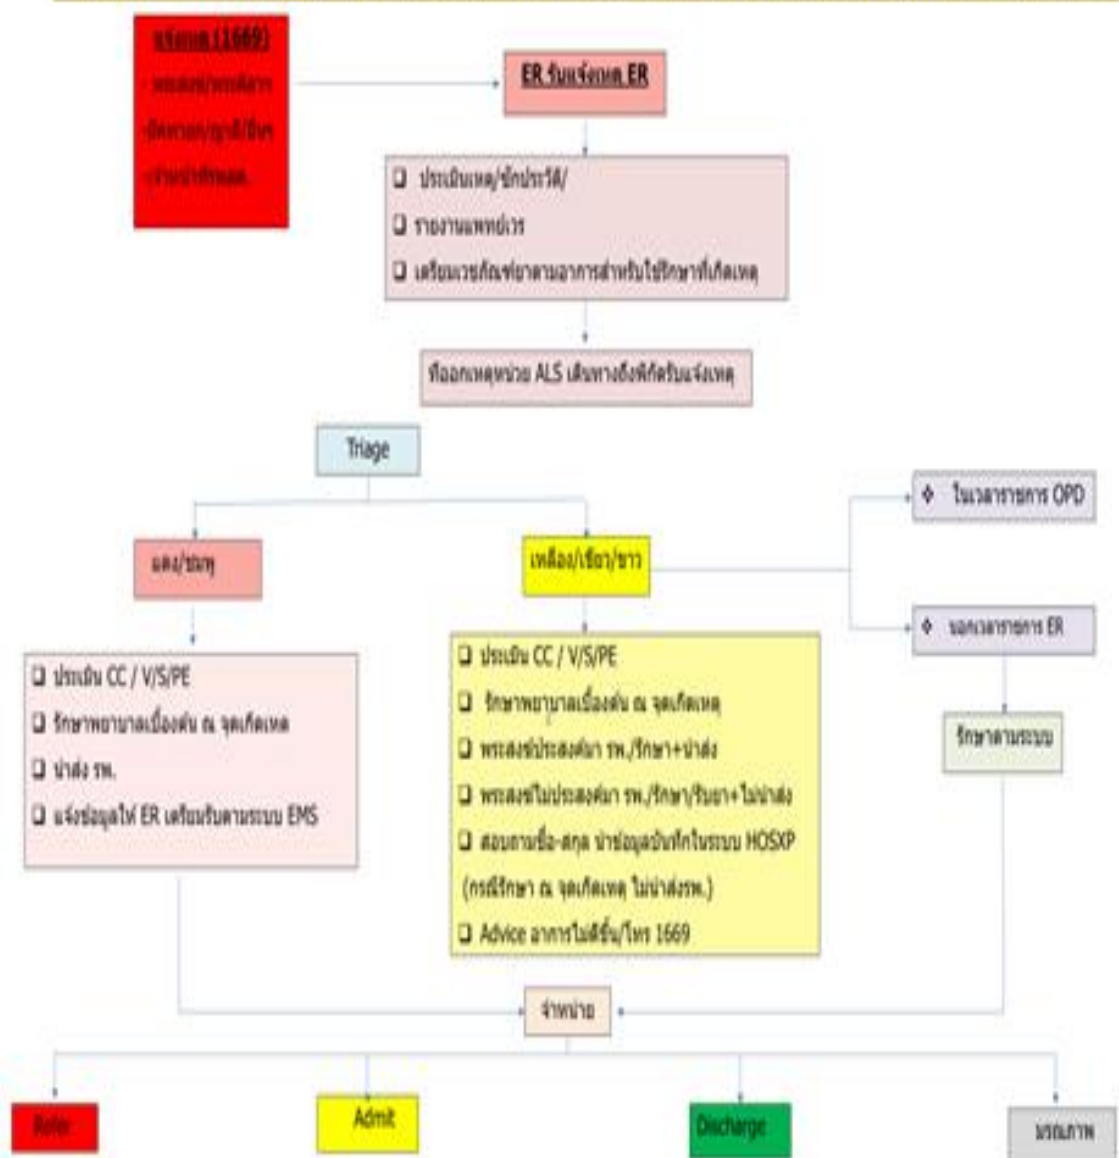 แจ้งเหตุ (1669)
ER รับแจ้งเหตุ ER
❑ ประเมินเหตุ/ซักประวัติ/
❑ รายงานแพทย์เวร
❑ เตรียมเวชภัณฑ์ยาตามอาการสำหรับใช้รักษาที่เกิดเหตุ
ทีออกเหตุหน่วย ALS เดินทางถึงพิกัดรับแจ้งเหตุ
Triage
❖ ในเวลาราชการ OPD
แดง/ชมพู
เหลือง/เขียว/ขาว
❖ นอกเวลาราชการ ER
❑ ประเมิน CC / V/S/PE
❑ รักษาพยาบาลเบื้องต้น ณ จุดเกิดเหต
❑ นำส่ง รพ.
❑ แจ้งข้อมูลให้ ER เตรียมรับตามระบบ EMS
❑ ประเมิน CC / V/S/PE
❑ รักษาพยาบาลเบื้องต้น ณ จุดเกิดเหตุ
❑ พระสงฆ์ประสงค์มา รพ./รักษา+นำส่ง
❑ พระสงฆ์ไม่ประสงค์มา รพ./รักษา/รับยา+ไม่นำส่ง
❑ สอบถามชื่อ-สกุล นำข้อมูลบันทึกในระบบ HOSXP
(กรณีรักษา ณ จุดเกิดเหตุ ไม่นำส่งรพ.)
❑ Advice อาการไม่ดีขึ้น/โทร 1669
รักษาตามระบบ
จำหน่าย
Refer
Admit
Discharge
มรณภาพ